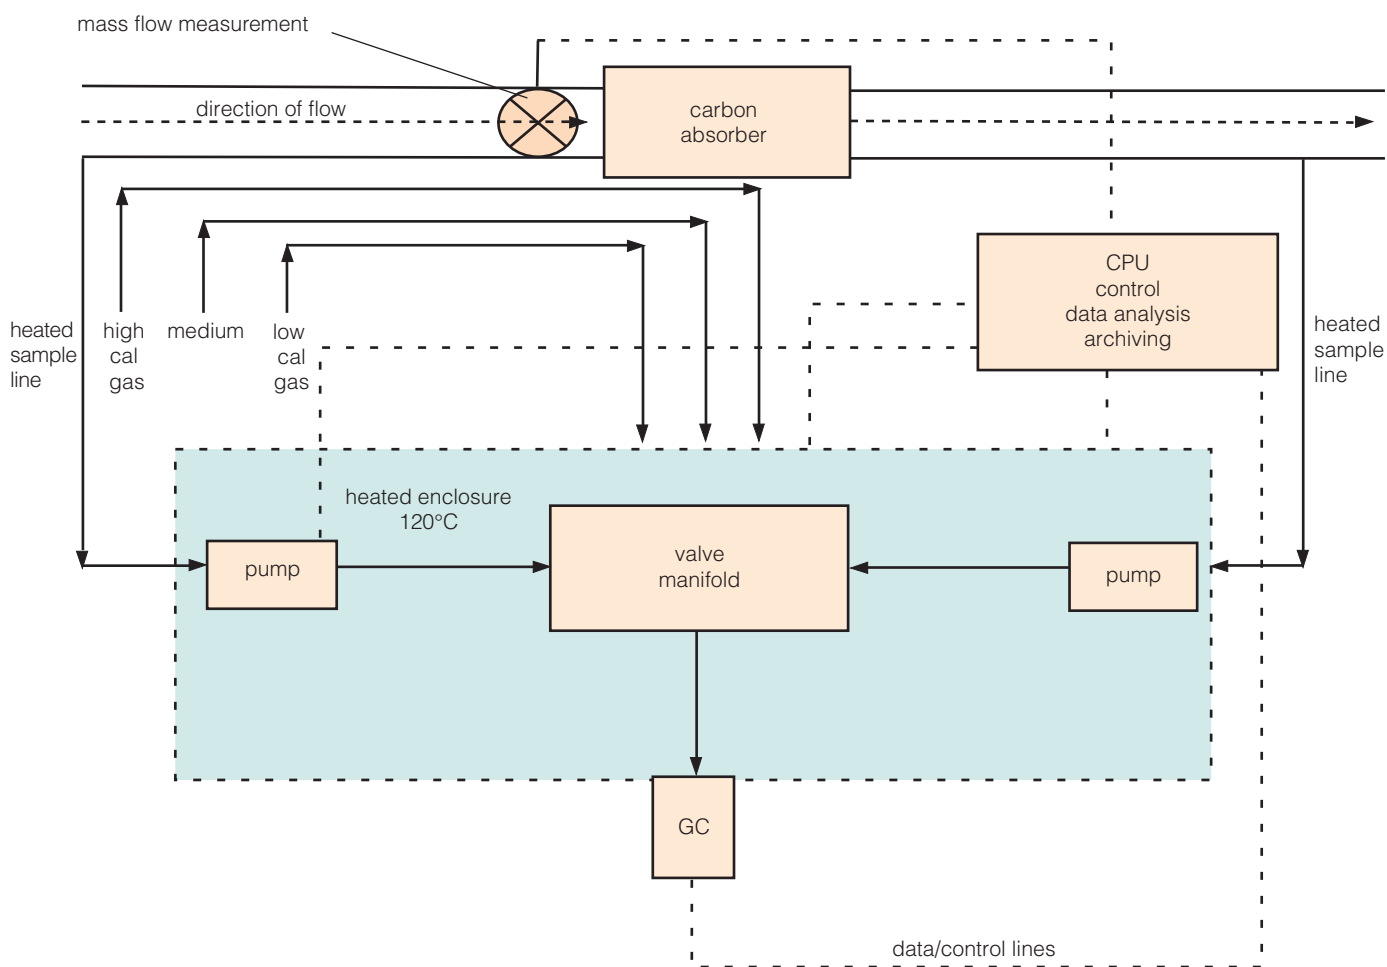 mass flow measurement
direction of flow
carbon
absorber
CPU
control
data analysis
archiving
heated
sample
line
high
cal
gas
medium
low
cal
gas
heated
sample
line
heated enclosure
120°C
pump
valve
manifold
pump
GC
data/control lines